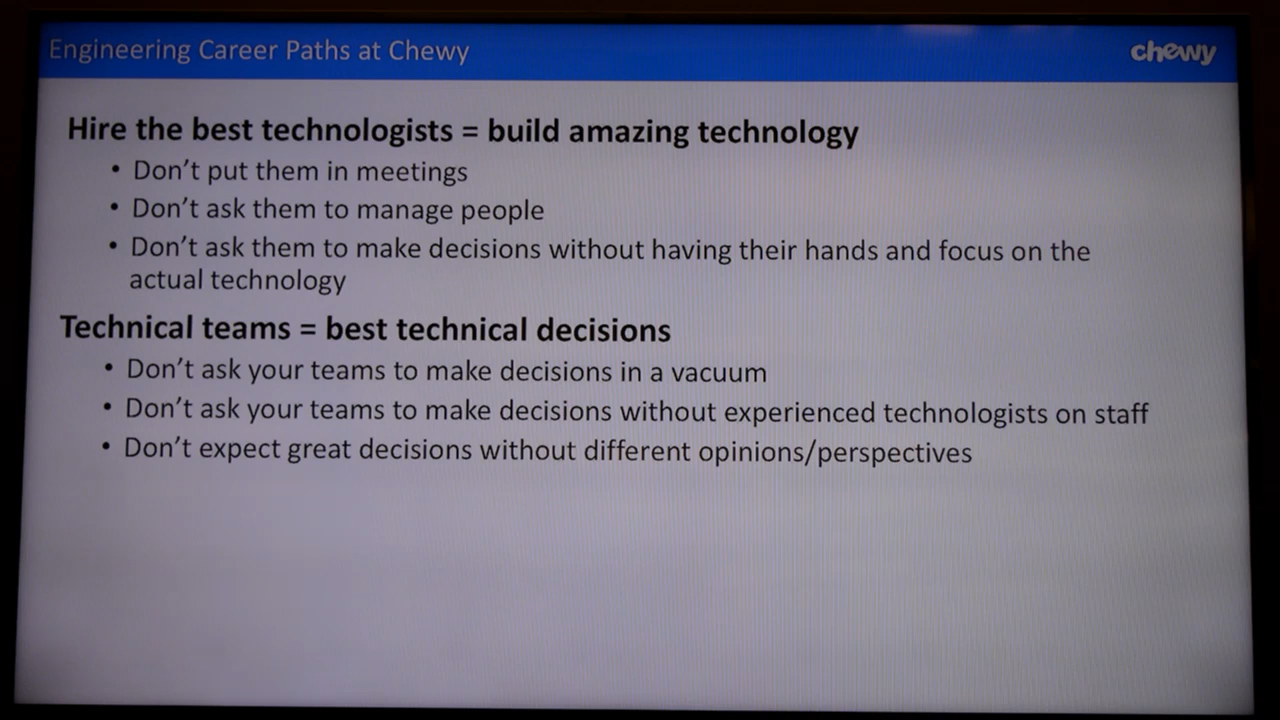 Engineering Career Paths at Chewy
chewy
Hire the best technologists = build amazing technology
• Don't put them in meetings
• Don't ask them to manage people
• Don't ask them to make decisions without having their hands and focus on the
actual technology
Technical teams = best technical decisions
• Don't ask your teams to make decisions in a vacuum
• Don't ask your teams to make decisions without experienced technologists on staff
• Don't expect great decisions without different opinions/perspectives